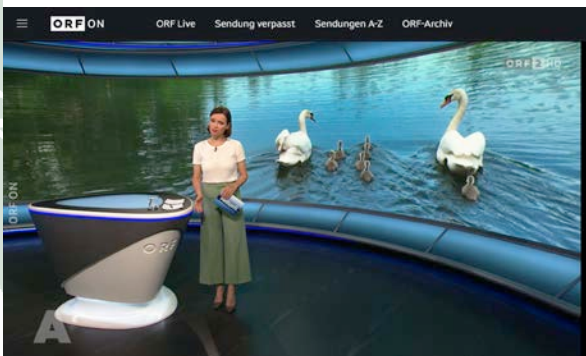 ORF ON ORF Live Sendung verpasst Sendungen A-Z ORF-Archiv
ORF 2 HD
ORF ON
ORF
A